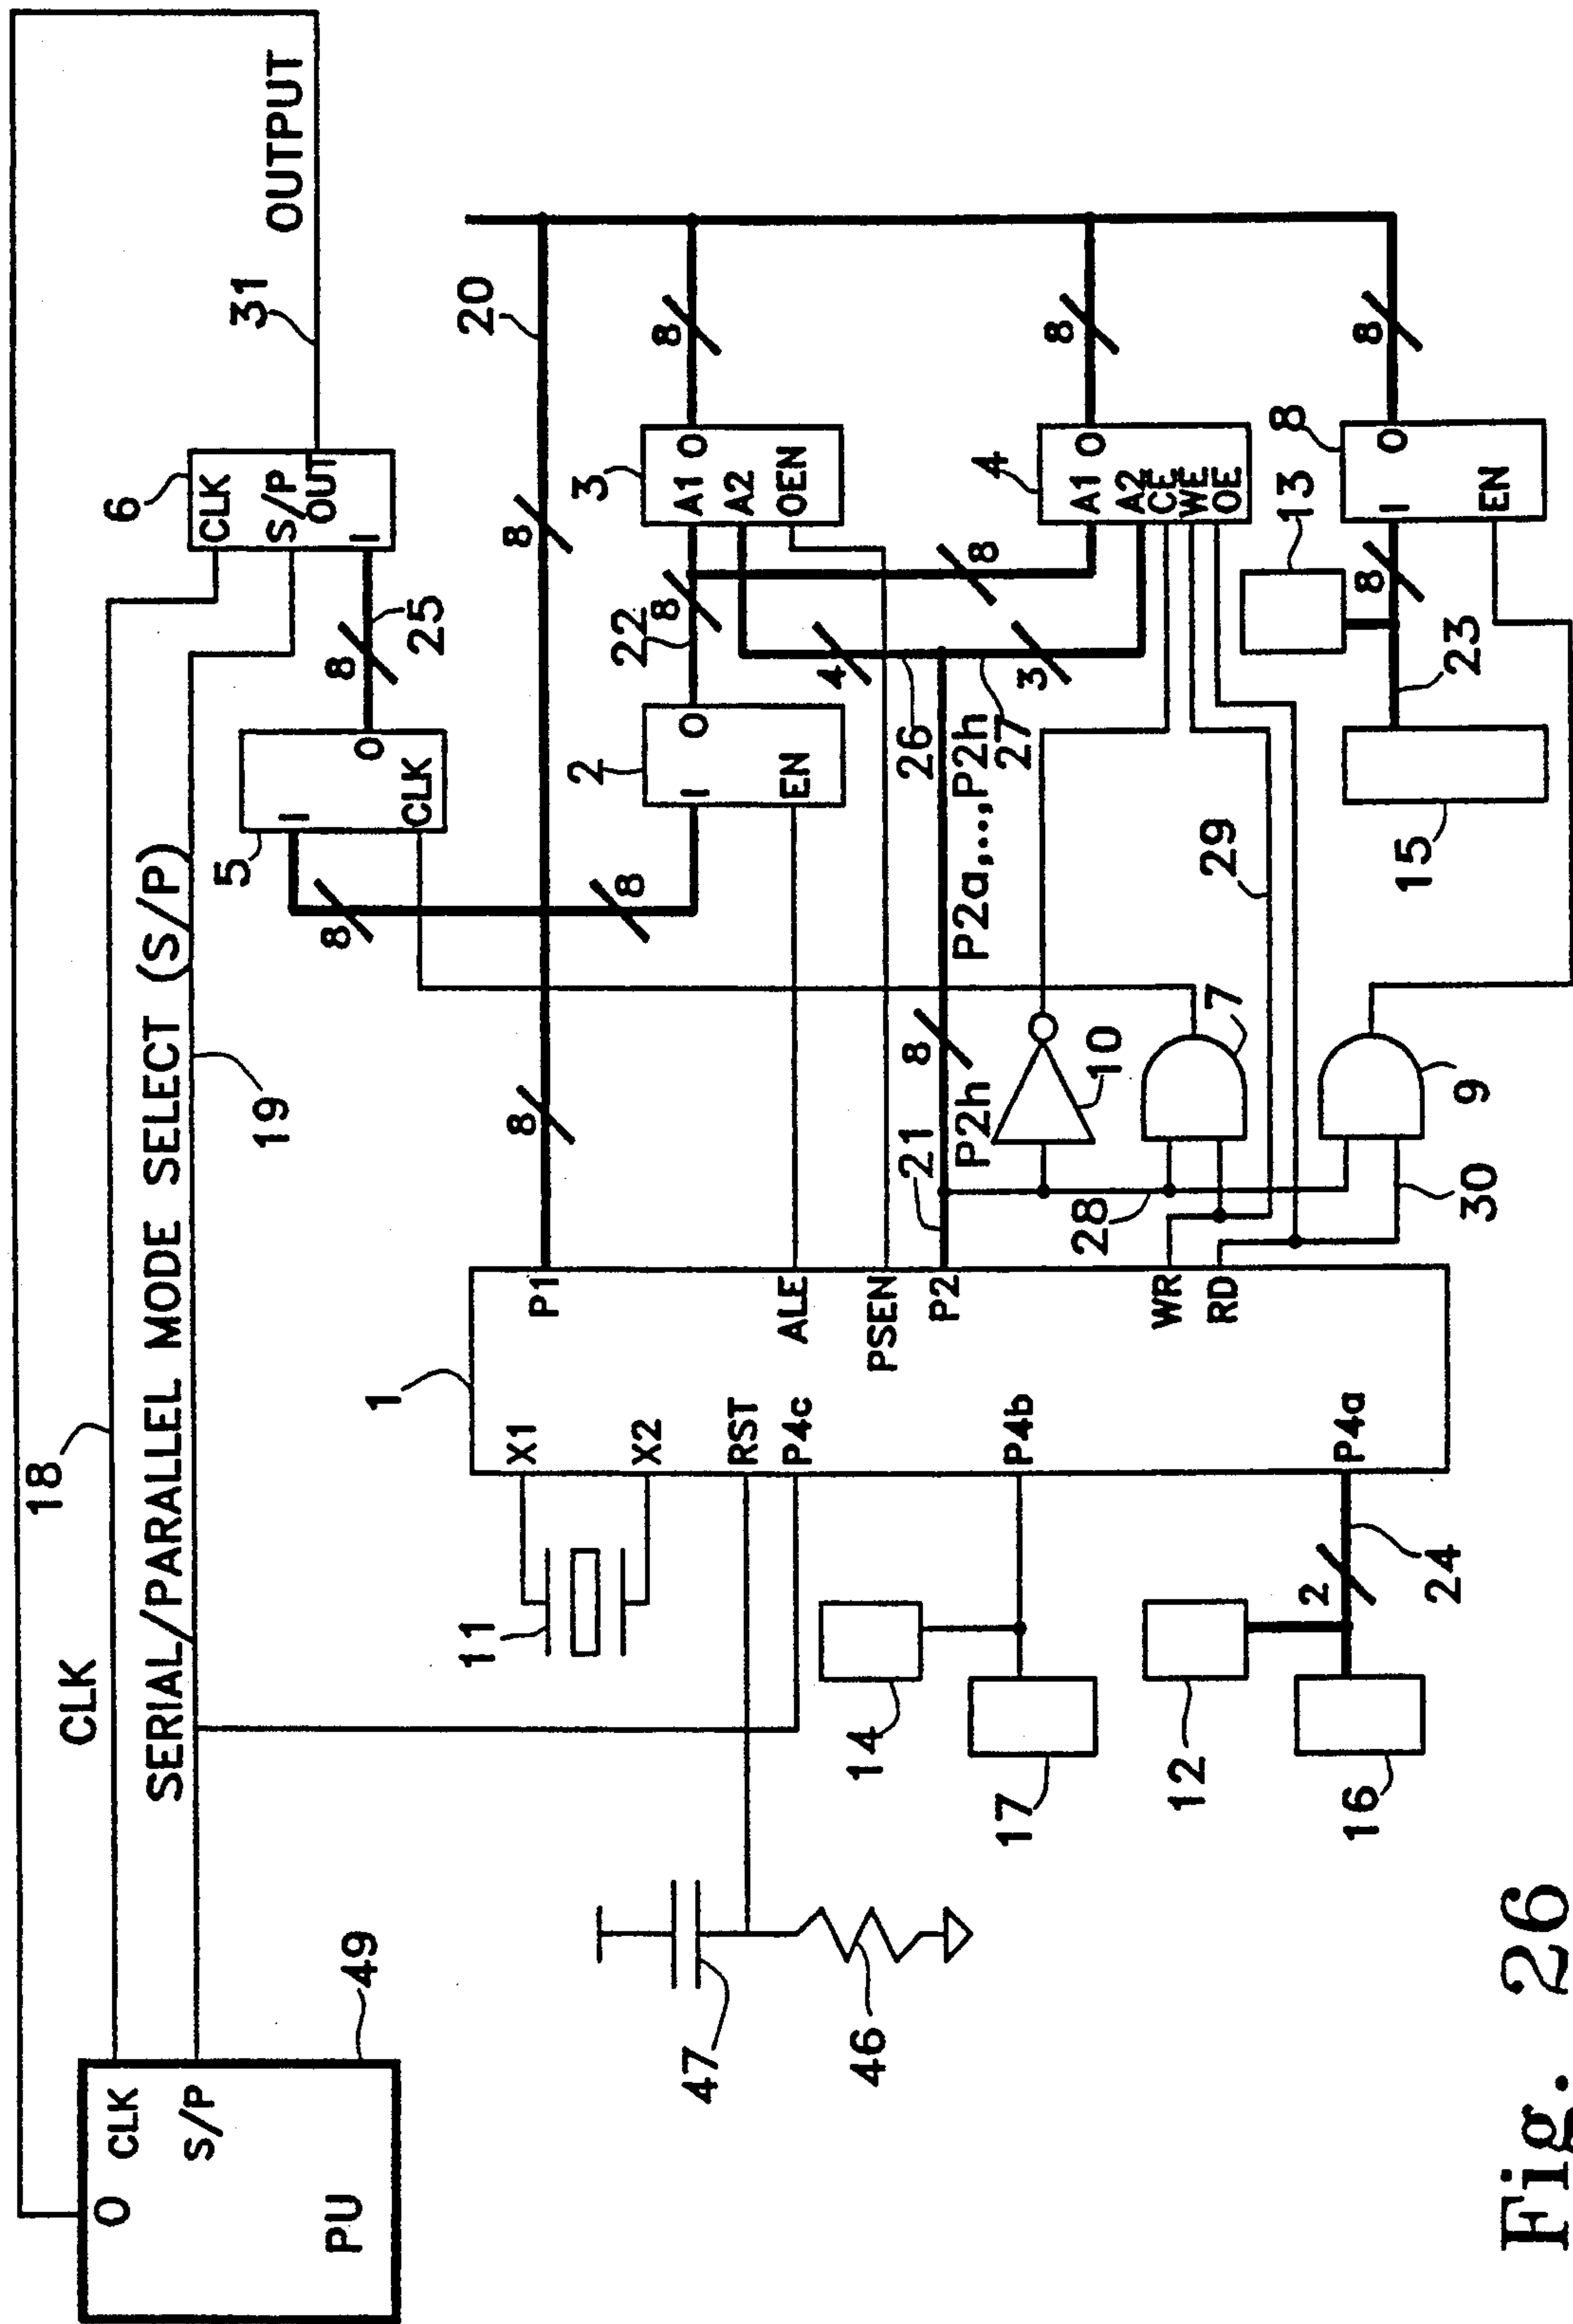 O
CLK
S/P
PU
49
18
CLK
SERIAL/PARALLEL MODE SELECT (S/P)
19
31
OUTPUT
6
CLK
S/P
OUT
I
25
8
5
I
O
CLK
8
8
20
8
8
2
I
O
EN
22
8
3
A1
O
A2
OEN
8
8
4
26
3
27
P2a,..,P2h
4
A1
O
A2
CE
WE
OE
8
13
8
I
O
EN
8
8
23
15
29
8
21
P2h
10
7
9
28
30
1
X1
X2
RST
P4c
P4b
P4a
P1
ALE
PSEN
P2
WR
RD
11
14
17
12
16
2
24
47
46
Fig. 26